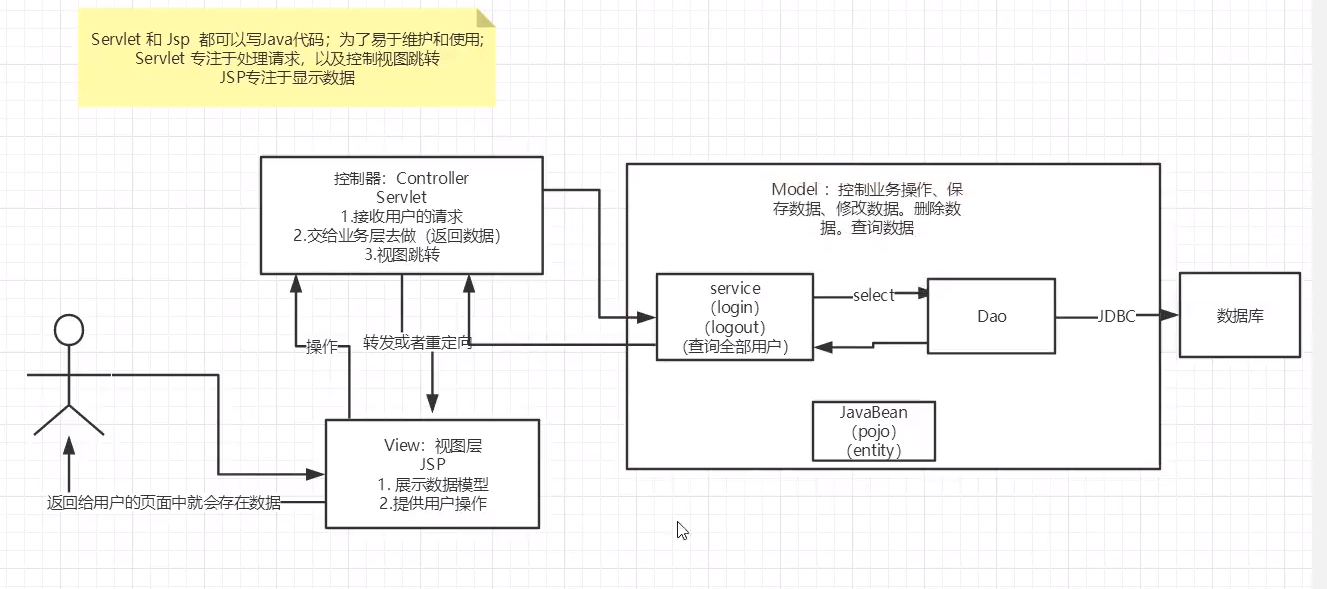 Servlet 和 Jsp 都可以写Java代码；为了易于维护和使用;
Servlet 专注于处理请求，以及控制视图跳转
JSP专注于显示数据
控制器：Controller
Servlet
1.接收用户的请求
2.交给业务层去做（返回数据）
3.视图跳转
Model ：控制业务操作、保
存数据、修改数据。删除数
据。查询数据
service
（login）
（logout）
（查询全部用户）
select
Dao
JDBC
数据库
JavaBean
（pojo）
（entity）
操作
转发或者重定向
View：视图层
JSP
1. 展示数据模型
2.提供用户操作
返回给用户的页面中就会存在数据